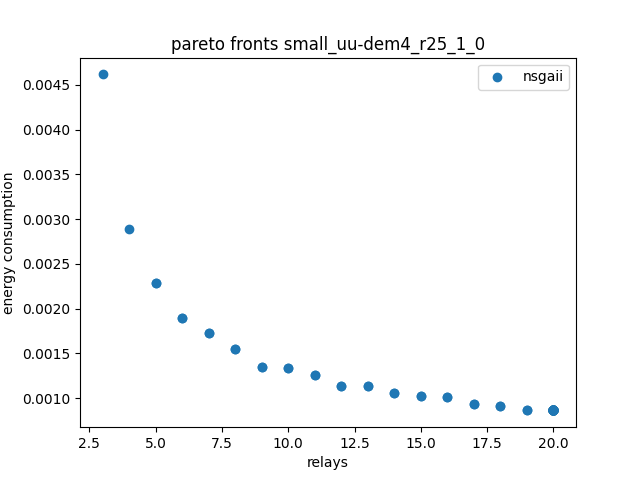 pareto fronts small_uu-dem4_r25_1_0
nsgaii
energy consumption
0.0045
0.0040
0.0035
0.0030
0.0025
0.0020
0.0015
0.0010
2.5 5.0 7.5 10.0 12.5 15.0 17.5 20.0
relays